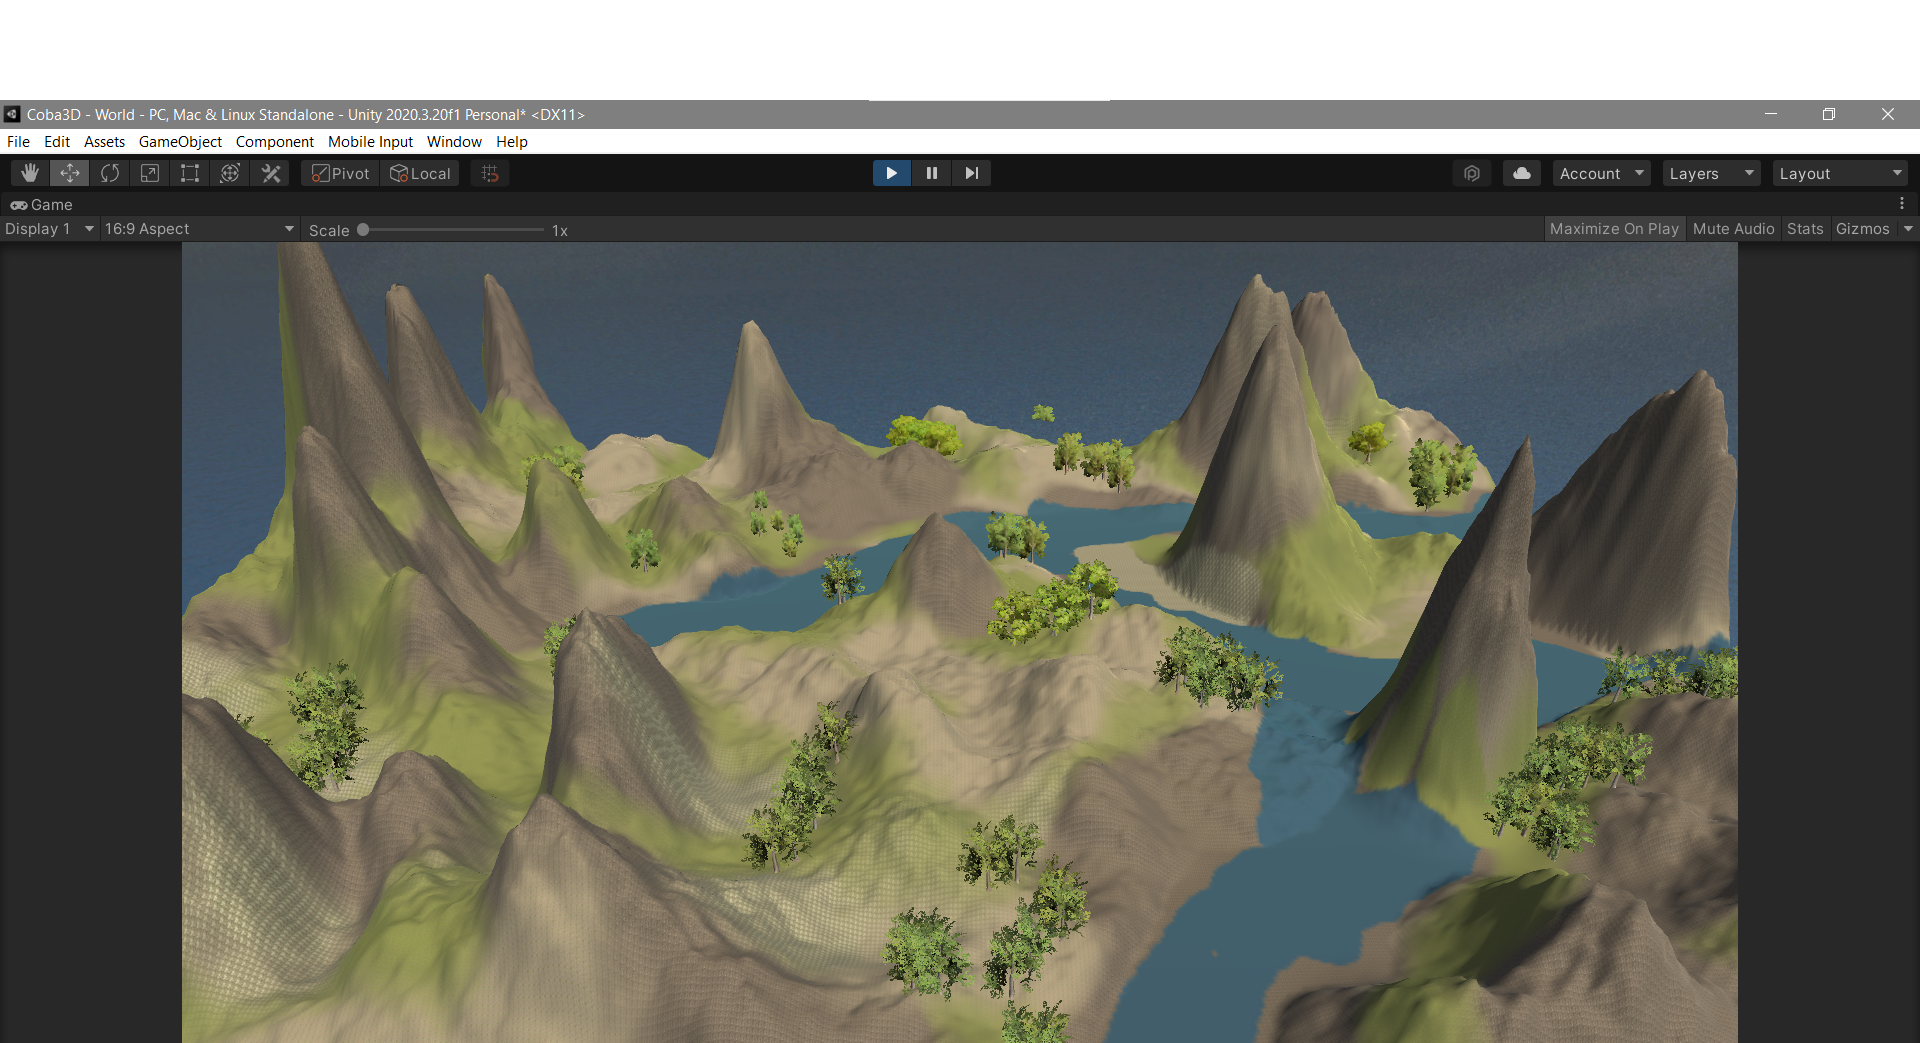 Coba3D - World - PC, Mac & Linux Standalone - Unity 2020.3.20f1 Personal* <DX11>
File Edit Assets GameObject Component Mobile Input Window Help
Pivot Local Account Layers Layout
Game
Display 1 16:9 Aspect Scale 1x Maximize On Play Mute Audio Stats Gizmos